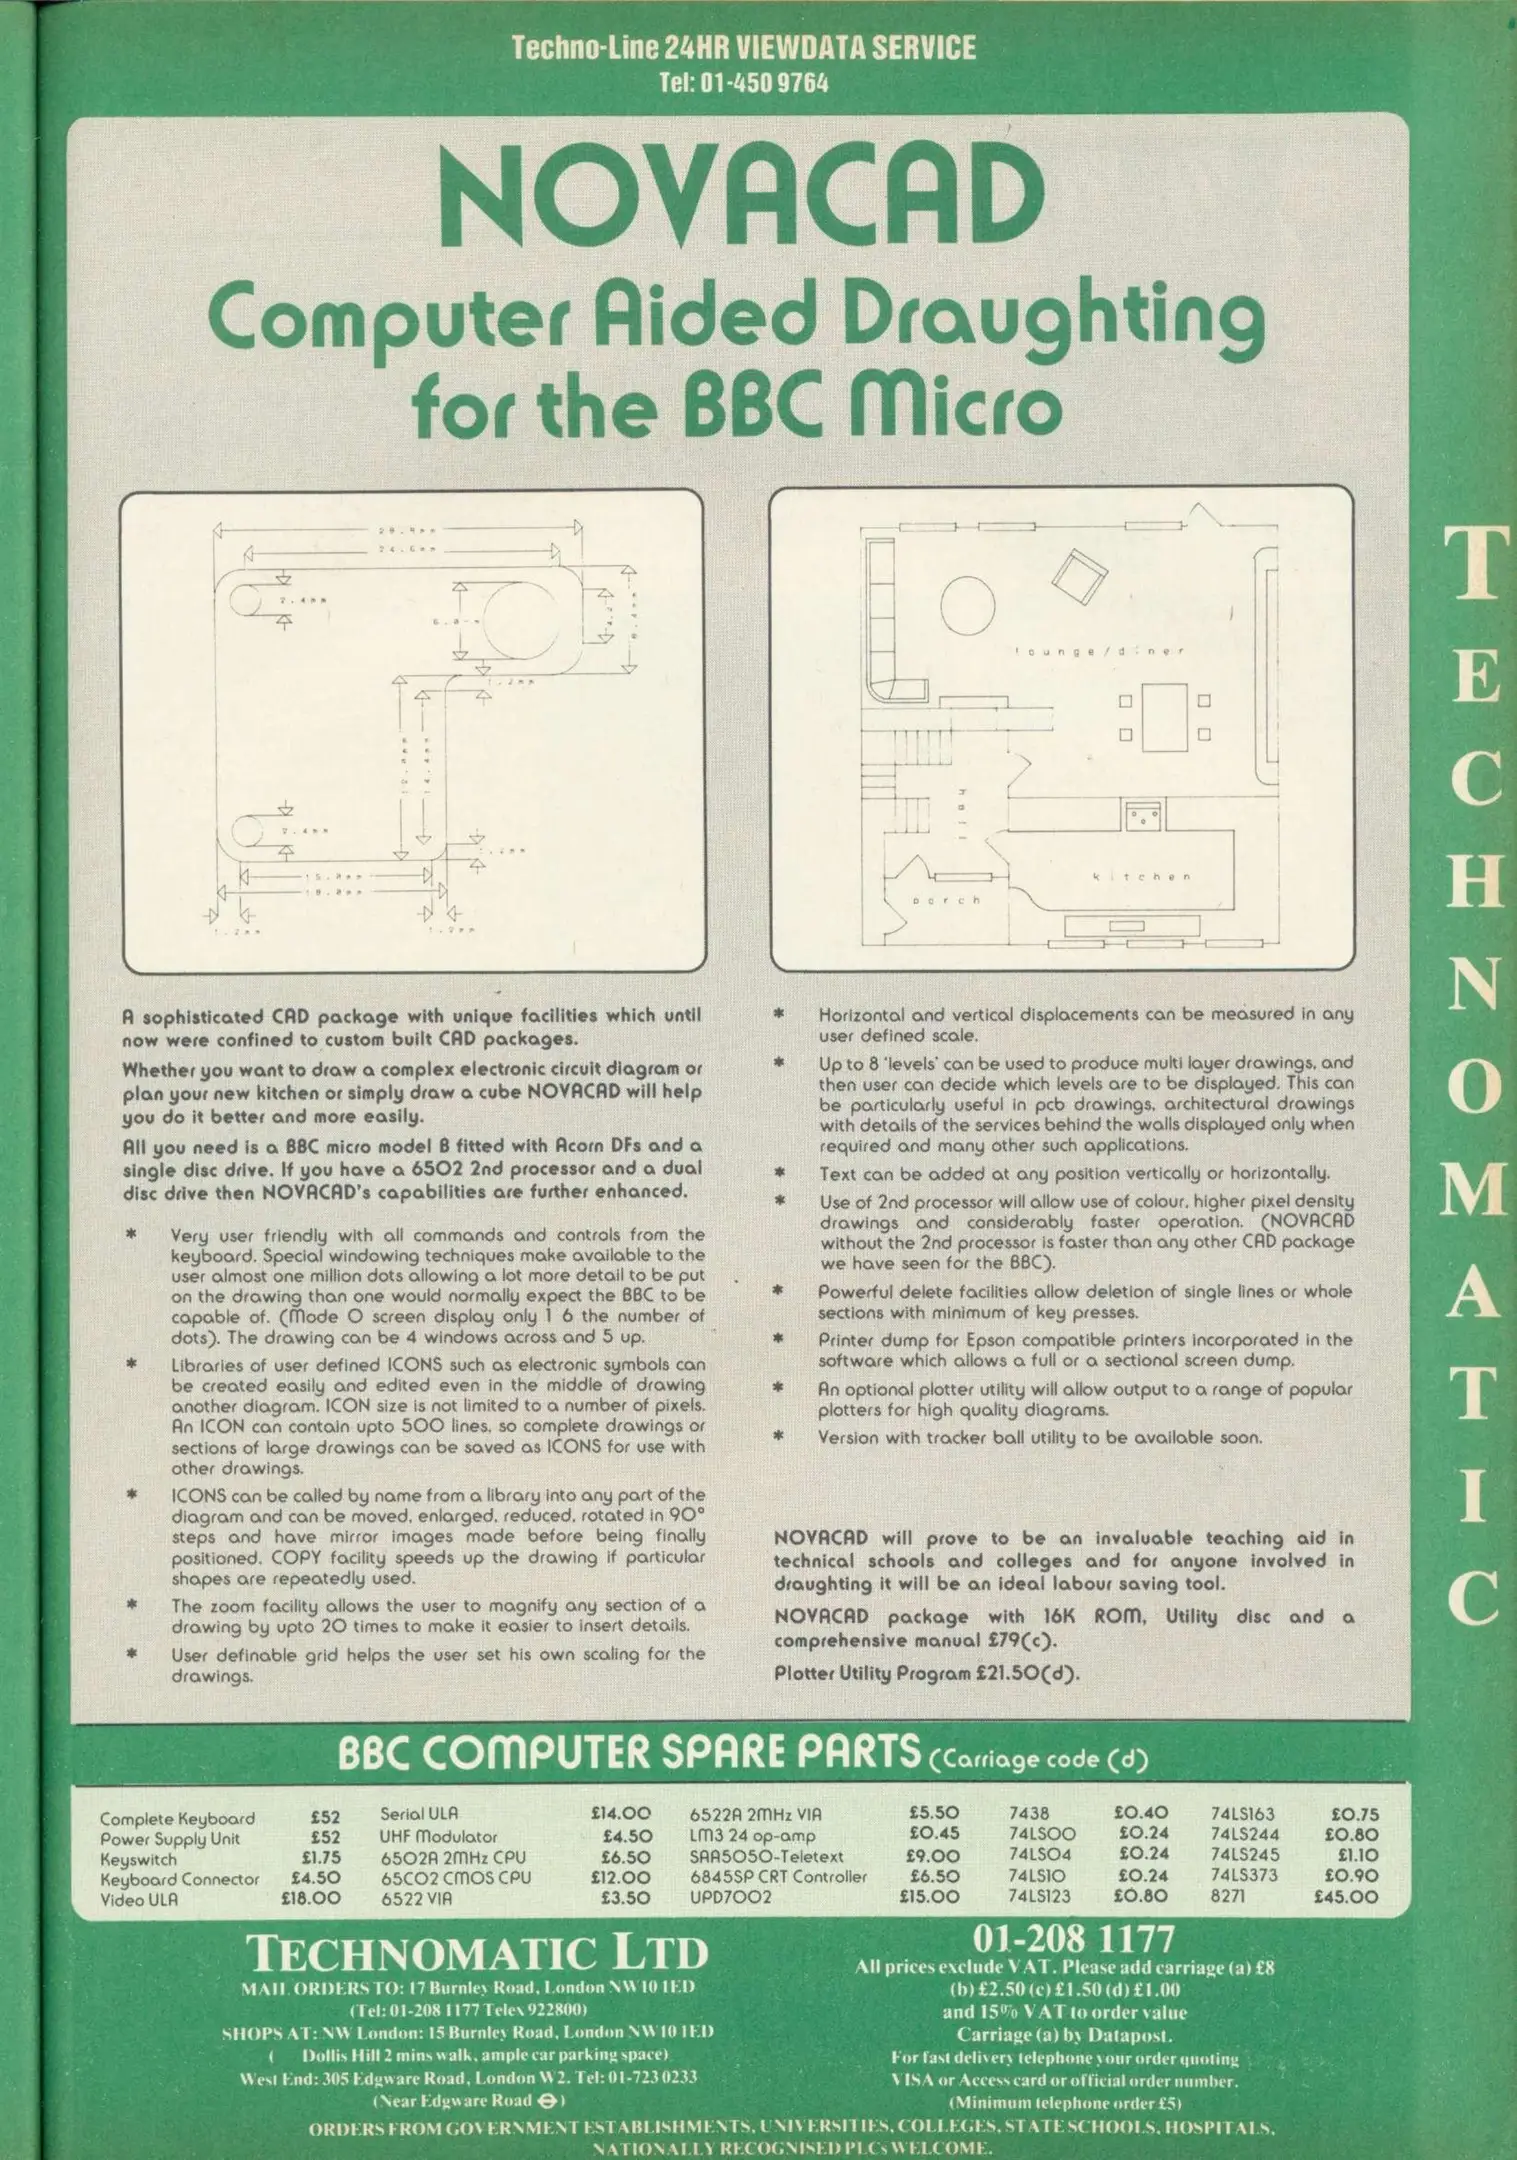 Techno-Line 24HR VIEWDATA SERVICE
Tel: 01-450 9764
NOVACAD
Computer Aided Draughting
for the BBC Micro
24.6mm
2.4mm
1.2mm
2.4mm
15.0mm
18.0mm
1.2mm
lounge/diner
hall
kitchen
porch
A sophisticated CAD package with unique facilities which until
now were confined to custom built CAD packages.
Whether you want to draw a complex electronic circuit diagram or
plan your new kitchen or simply draw a cube NOVACAD will help
you do it better and more easily.
All you need is a BBC micro model B fitted with Acorn DFs and a
single disc drive. If you have a 6502 2nd processor and a dual
disc drive then NOVACAD's capabilities are further enhanced.
* Very user friendly with all commands and controls from the
keyboard. Special windowing techniques make available to the
user almost one million dots allowing a lot more detail to be put
on the drawing than one would normally expect the BBC to be
capable of. (Mode 0 screen display only 1 6 the number of
dots). The drawing can be 4 windows across and 5 up.
* Libraries of user defined ICONS such as electronic symbols can
be created easily and edited even in the middle of drawing
another diagram. ICON size is not limited to a number of pixels.
An ICON can contain upto 500 lines, so complete drawings or
sections of large drawings can be saved as ICONS for use with
other drawings.
* ICONS can be called by name from a library into any part of the
diagram and can be moved, enlarged, reduced, rotated in 90°
steps and have mirror images made before being finally
positioned. COPY facility speeds up the drawing if particular
shapes are repeatedly used.
* The zoom facility allows the user to magnify any section of a
drawing by upto 20 times to make it easier to insert details.
* User definable grid helps the user set his own scaling for the
drawings.
* Horizontal and vertical displacements can be measured in any
user defined scale.
* Up to 8 'levels' can be used to produce multi layer drawings, and
then user can decide which levels are to be displayed. This can
be particularly useful in pcb drawings, architectural drawings
with details of the services behind the walls displayed only when
required and many other such applications.
* Text can be added at any position vertically or horizontally.
* Use of 2nd processor will allow use of colour, higher pixel density
drawings and considerably faster operation. (NOVACAD
without the 2nd processor is faster than any other CAD package
we have seen for the BBC).
* Powerful delete facilities allow deletion of single lines or whole
sections with minimum of key presses.
* Printer dump for Epson compatible printers incorporated in the
software which allows a full or a sectional screen dump.
* An optional plotter utility will allow output to a range of popular
plotters for high quality diagrams.
* Version with tracker ball utility to be available soon.
NOVACAD will prove to be an invaluable teaching aid in
technical schools and colleges and for anyone involved in
draughting it will be an ideal labour saving tool.
NOVACAD package with 16K ROM, Utility disc and a
comprehensive manual £79(c).
Plotter Utility Program £21.50(d).
TECHNOMATIC
BBC COMPUTER SPARE PARTS (Carriage code (d)
Complete Keyboard £52
Power Supply Unit £52
Keyswitch £1.75
Keyboard Connector £4.50
Video ULA £18.00
Serial ULA £14.00
UHF Modulator £4.50
6502A 2MHz CPU £6.50
65C02 CMOS CPU £12.00
6522 VIA £3.50
6522A 2MHz VIA £5.50
LM3 24 op-amp £0.45
SAA5050-Teletext £9.00
6845SP CRT Controller £6.50
UPD7002 £15.00
7438 £0.40
74LS00 £0.24
74LS04 £0.24
74LS10 £0.24
74LS123 £0.80
74LS163 £0.75
74LS244 £0.80
74LS245 £1.10
74LS373 £0.90
8271 £45.00
TECHNOMATIC LTD
MAIL ORDERS TO: 17 Burnley Road, London NW10 1ED
(Tel: 01-208 1177 Telex 922800)
SHOPS AT: NW London: 15 Burnley Road, London NW10 1ED
( Dollis Hill 2 mins walk, ample car parking space)
West End: 305 Edgware Road, London W2. Tel: 01-723 0233
(Near Edgware Road )
01-208 1177
All prices exclude VAT. Please add carriage (a) £8
(b) £2.50 (c) £1.50 (d) £1.00
and 15% VAT to order value
Carriage (a) by Datapost.
For fast delivery telephone your order quoting
VISA or Access card or official order number.
(Minimum telephone order £5)
ORDERS FROM GOVERNMENT ESTABLISHMENTS, UNIVERSITIES, COLLEGES, STATE SCHOOLS, HOSPITALS,
NATIONALLY RECOGNISED PLCs WELCOME.